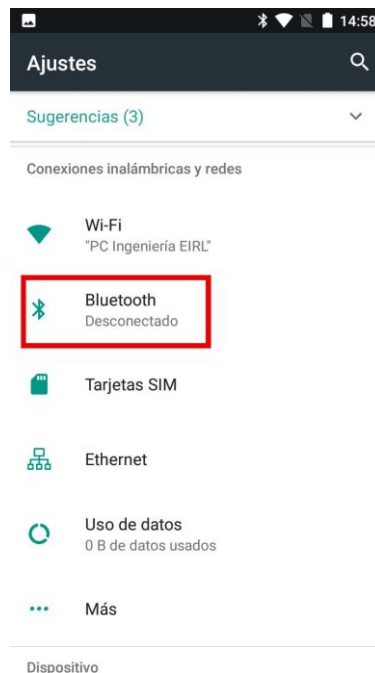 14:58
Ajustes
Sugerencias (3)
Conexiones inalámbricas y redes
Wi-Fi
"PC Ingeniería EIRL"
Bluetooth
Desconectado
Tarjetas SIM
Ethernet
Uso de datos
0 B de datos usados
Más
Dispositivo